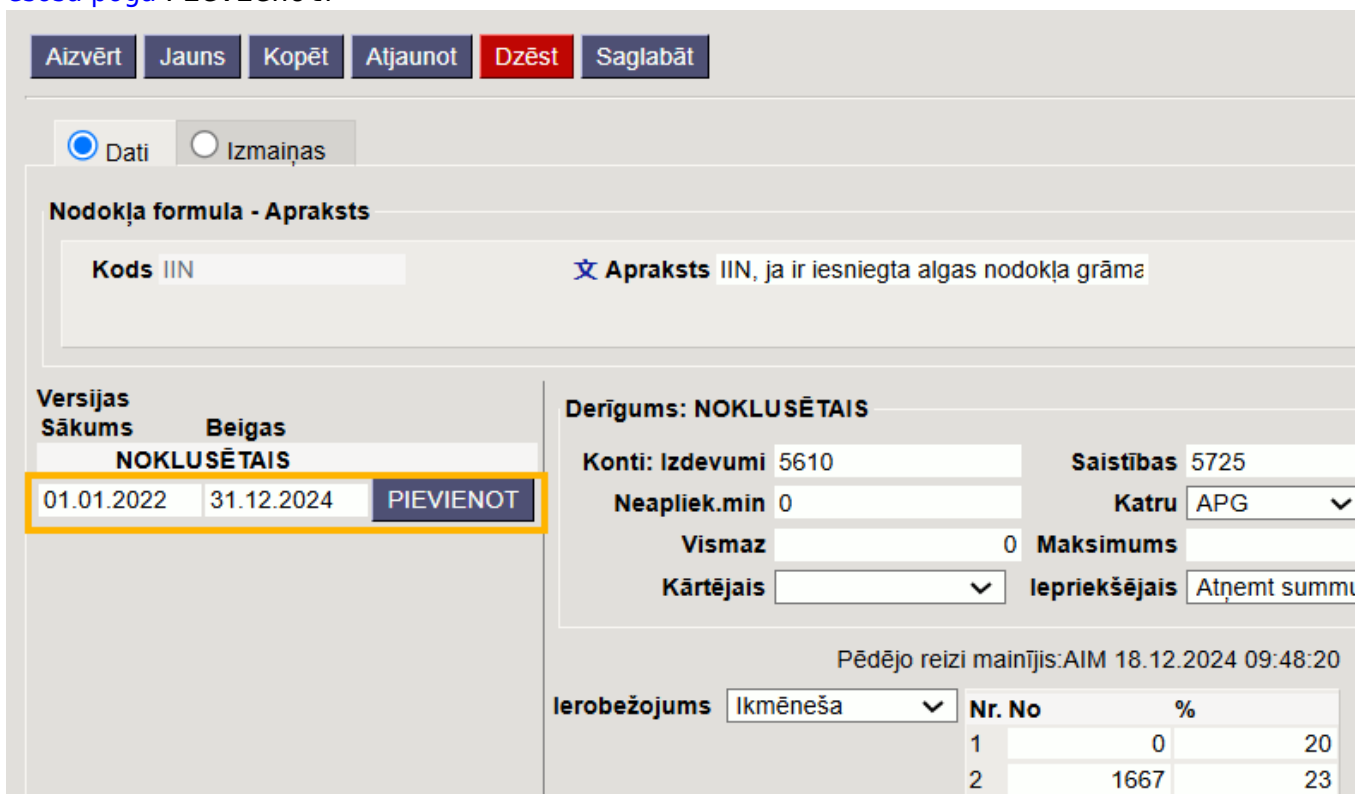 Aizvērt Jauns Kopēt Atjaunot Dzēst Saglabāt
Dati Izmaiņas
Nodokļa formula - Apraksts
Kods IIN 文 Apraksts IIN, ja ir iesniegta algas nodokļa grāma
Versijas
Sākums Beigas
NOKLUSĒTAIS
01.01.2022 31.12.2024 PIEVIENOT
Derīgums: NOKLUSĒTAIS
Konti: Izdevumi 5610 Saistības 5725
Neapliek.min 0 Katru APG
Vismaz 0 Maksimums
Kārtējais Iepriekšējais Atņemt summu
Pēdējo reizi mainījis:AIM 18.12.2024 09:48:20
Ierobežojums Ikmēneša Nr. No %
1 0 20
2 1667 23